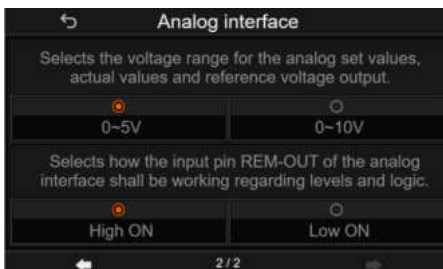 Analog interface
Selects the voltage range for the analog set values,
actual values and reference voltage output.
0~5V 0~10V
Selects how the input pin REM-OUT of the analog
interface shall be working regarding levels and logic.
High ON Low ON
2/2